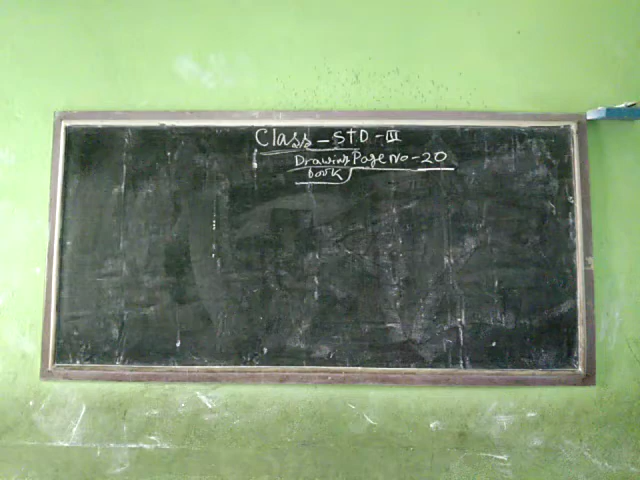 Class - STD - III
Drawing Page No - 20
book